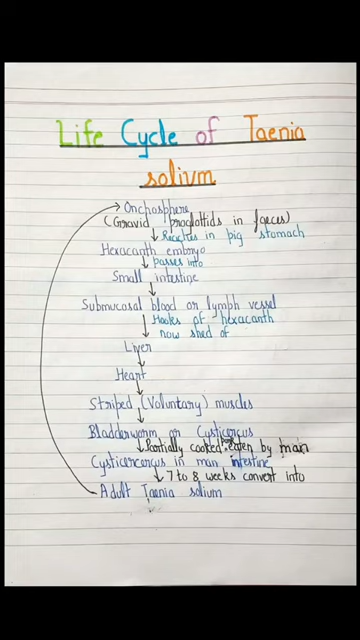 Life Cycle of Taenia
solium
Onchosphere
(Gravid proglottids in faeces)
Reaches in pig stomach
Hexacanth embryo
passes into
Small intestine
Submucosal blood or lymph vessel
Hooks of hexacanth
now shed of
Liver
Heart
Striped (Voluntary) muscles
Bladderworm or Cysticercus
Partially cooked eaten by man
Cysticercorcus in man intestine
7 to 8 weeks convert into
Adult Taenia solium